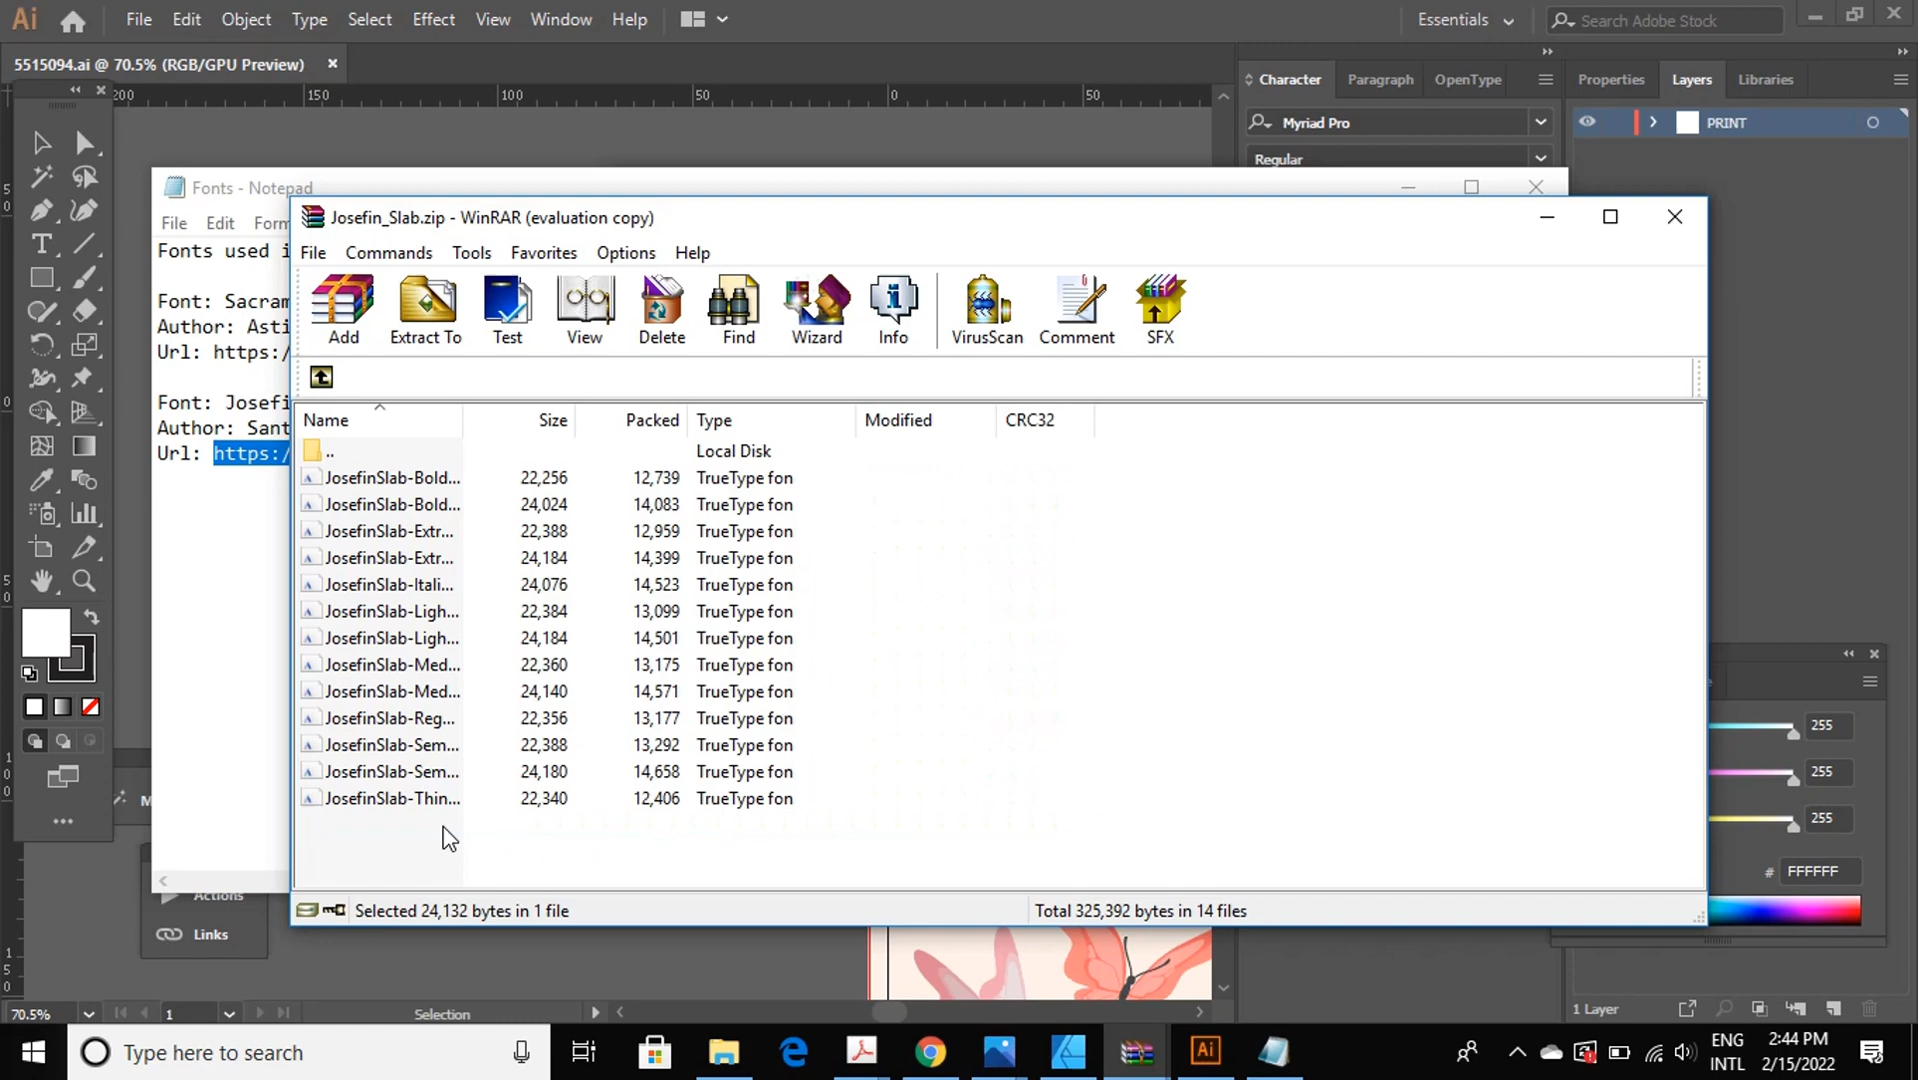 Ai File Edit Object Type Select Effect View Window Help Essentials Search Adobe Stock
5515094.ai @ 70.5% (RGB/GPU Preview)
200 150 100 50 0 50
Character Paragraph OpenType
Properties Layers Libraries
Myriad Pro
Regular
PRINT
Fonts - Notepad
File Edit Form
Fonts used i
Font: Sacram
Author: Asti
Url: https:/
Font: Josefi
Author: Sant
Url: https:/
Josefin_Slab.zip - WinRAR (evaluation copy)
File Commands Tools Favorites Options Help
Add Extract To Test View Delete Find Wizard Info VirusScan Comment SFX
Name Size Packed Type Modified CRC32
.. Local Disk
JosefinSlab-Bold... 22,256 12,739 TrueType fon
JosefinSlab-Bold... 24,024 14,083 TrueType fon
JosefinSlab-Extr... 22,388 12,959 TrueType fon
JosefinSlab-Extr... 24,184 14,399 TrueType fon
JosefinSlab-Itali... 24,076 14,523 TrueType fon
JosefinSlab-Ligh... 22,384 13,099 TrueType fon
JosefinSlab-Ligh... 24,184 14,501 TrueType fon
JosefinSlab-Med... 22,360 13,175 TrueType fon
JosefinSlab-Med... 24,140 14,571 TrueType fon
JosefinSlab-Reg... 22,356 13,177 TrueType fon
JosefinSlab-Sem... 22,388 13,292 TrueType fon
JosefinSlab-Sem... 24,180 14,658 TrueType fon
JosefinSlab-Thin... 22,340 12,406 TrueType fon
Selected 24,132 bytes in 1 file
Total 325,392 bytes in 14 files
255
255
255
# FFFFFF
Actions
Links
70.5% 1 Selection
1 Layer
Type here to search
ENG
INTL
2:44 PM
2/15/2022